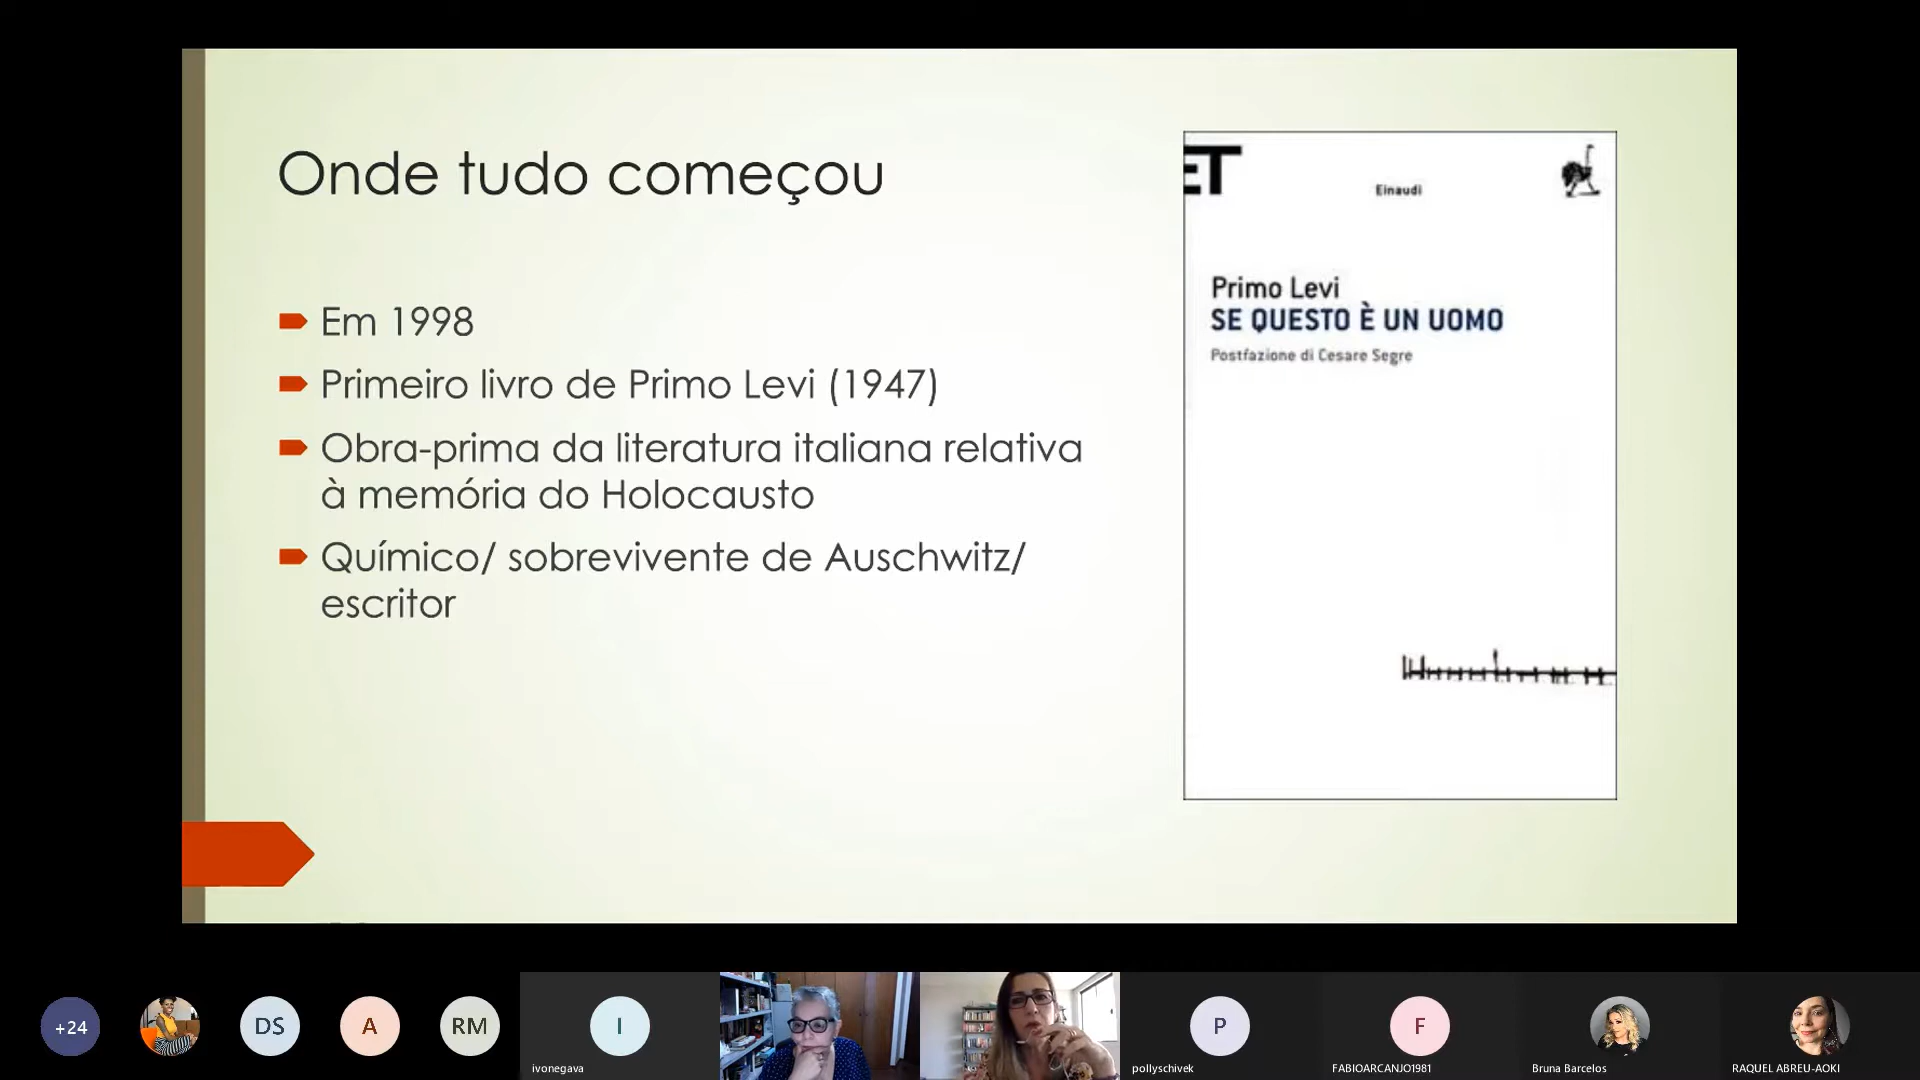 Onde tudo começou
Em 1998
Primeiro livro de Primo Levi (1947)
Obra-prima da literatura italiana relativa
à memória do Holocausto
Químico/ sobrevivente de Auschwitz/
escritor
ET
Einaudi
Primo Levi
SE QUESTO È UN UOMO
Postfazione di Cesare Segre
+24
DS
A
RM
I
P
F
ivonegava
pollyschivek
FABIOARCANJO1981
Bruna Barcelos
RAQUEL ABREU-AOKI